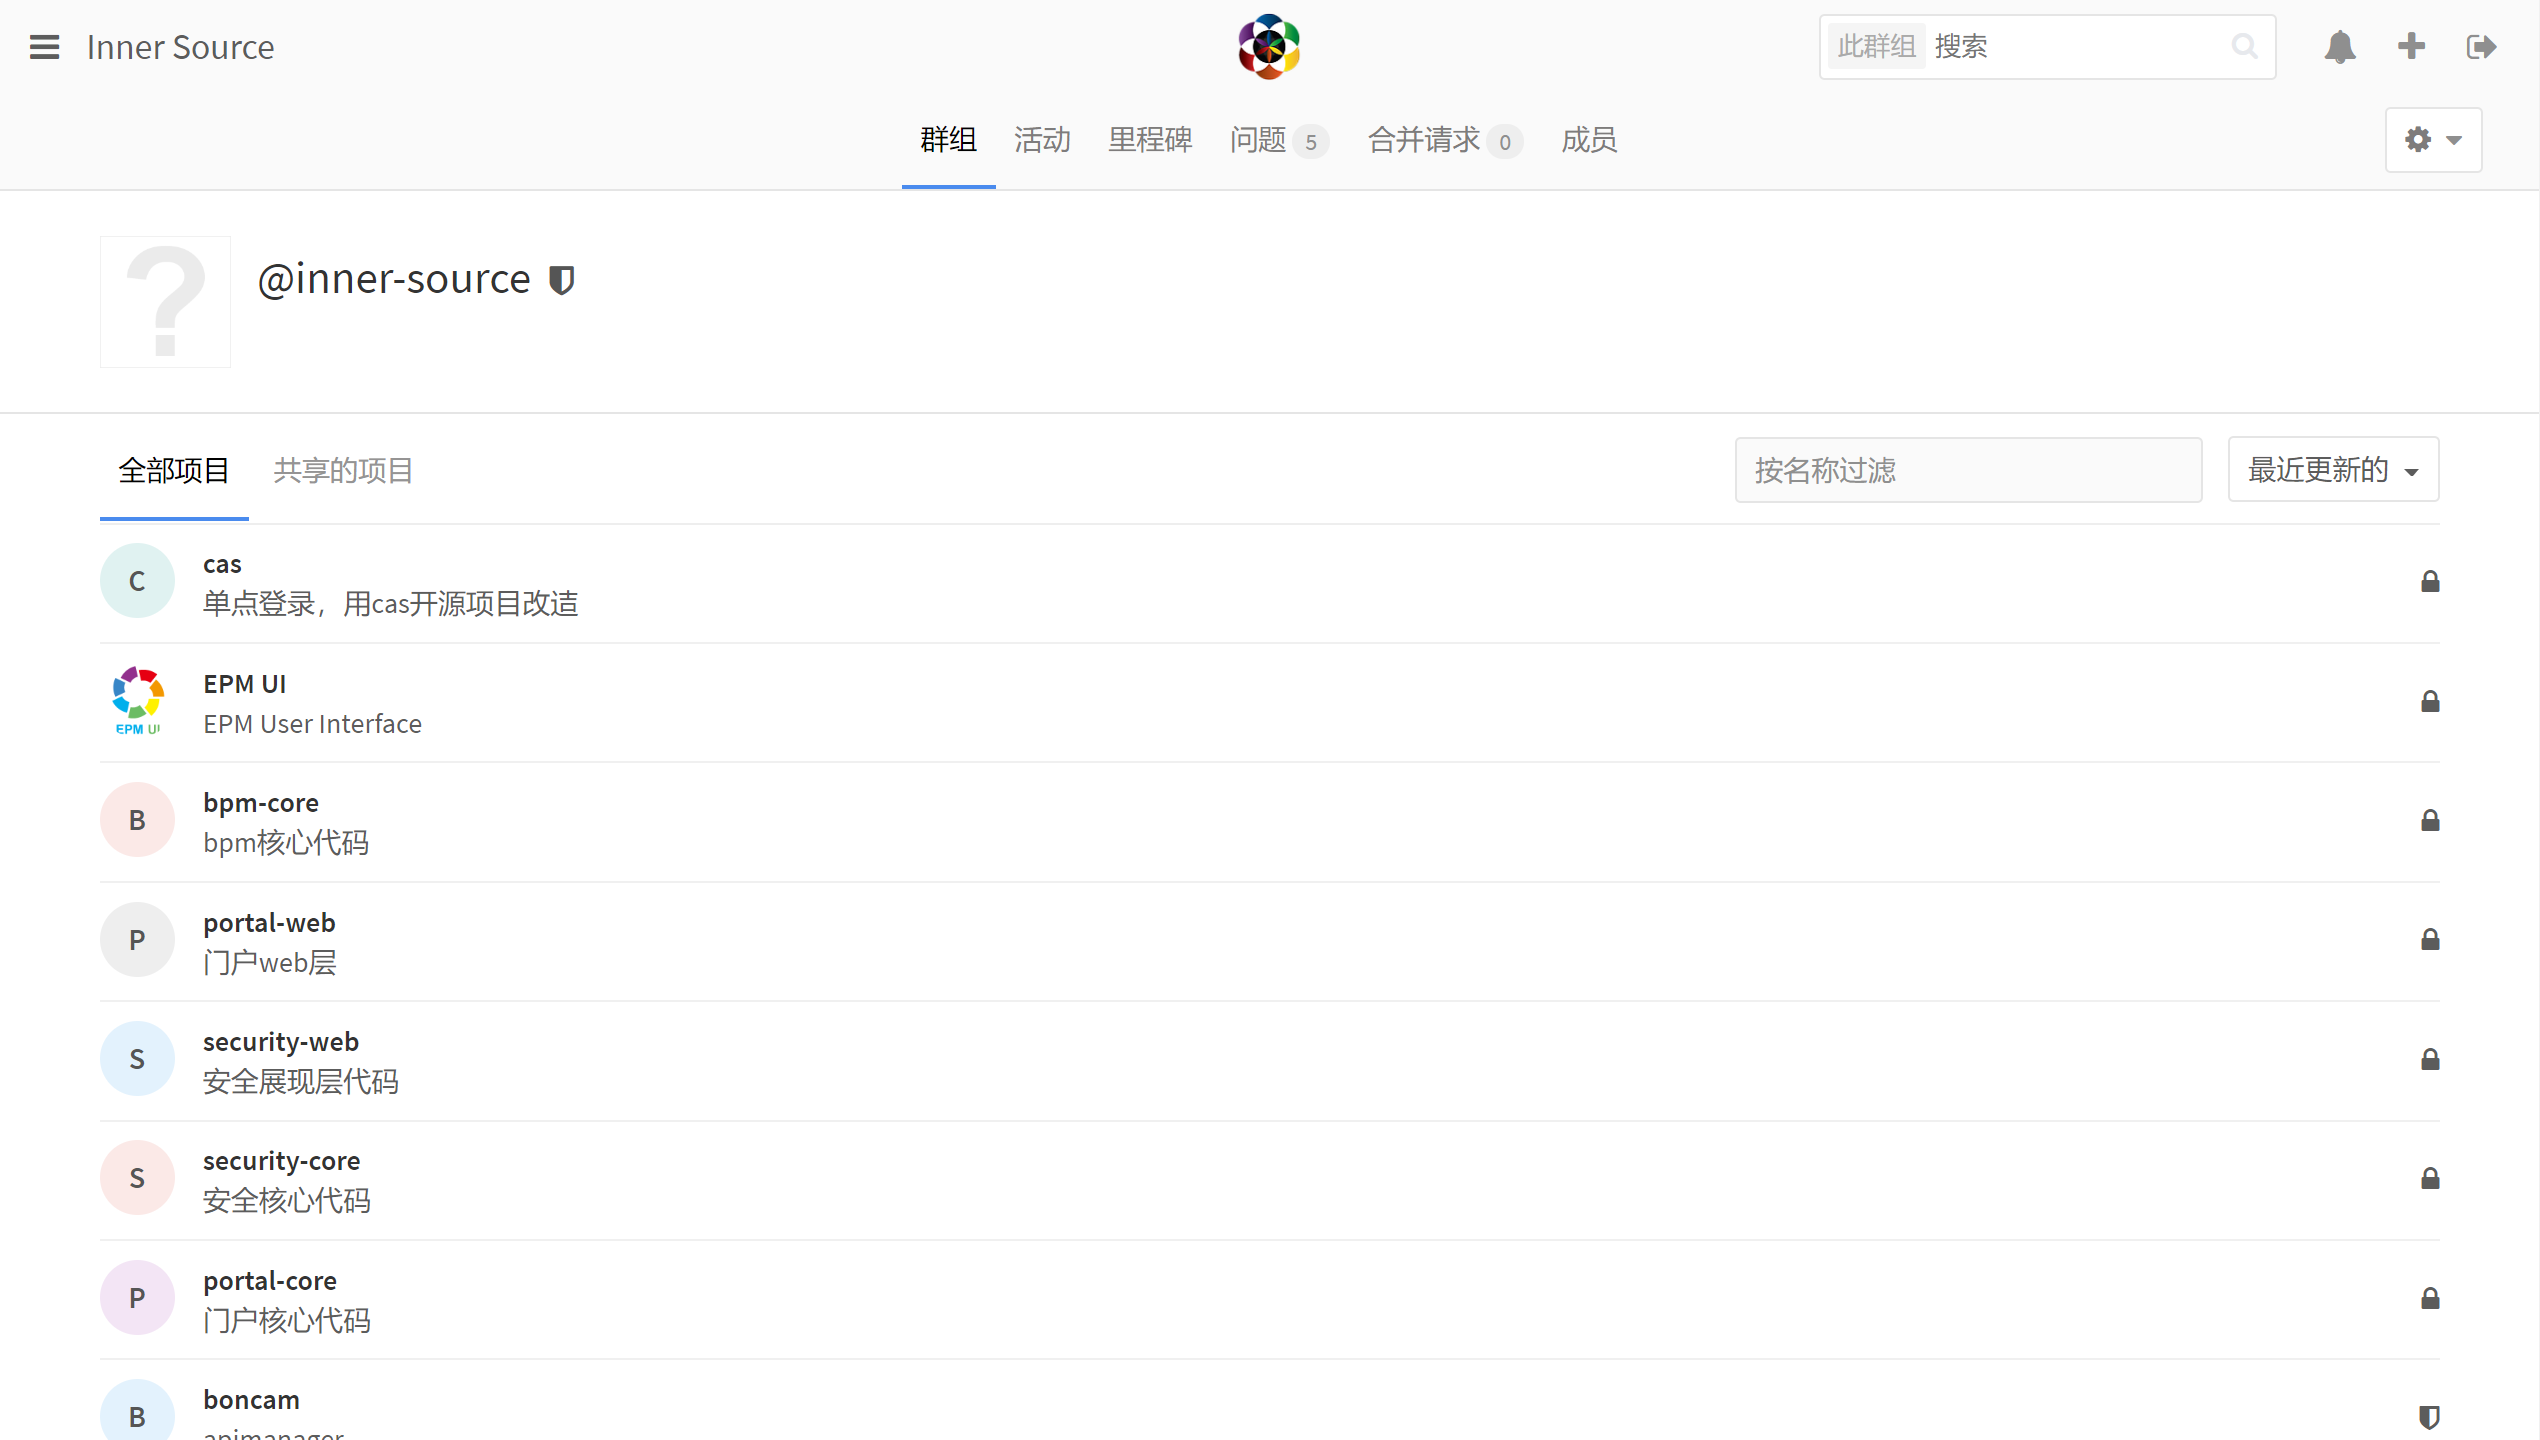 Inner Source
此群组 搜索
群组 活动 里程碑 问题 5 合并请求 0 成员
@inner-source
全部项目 共享的项目 按名称过滤 最近更新的
C cas
单点登录，用cas开源项目改造
EPM UI
EPM UI
EPM User Interface
B bpm-core
bpm核心代码
P portal-web
门户web层
S security-web
安全展现层代码
S security-core
安全核心代码
P portal-core
门户核心代码
B boncam
apimanager